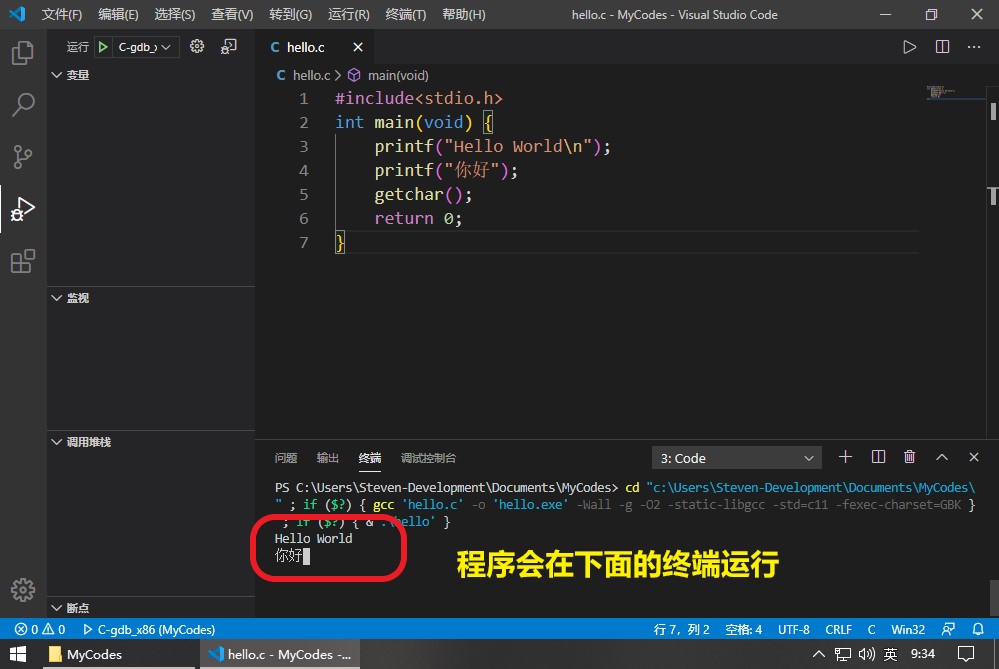 文件(F) 编辑(E) 选择(S) 查看(V) 转到(G) 运行(R) 终端(T) 帮助(H) hello.c - MyCodes - Visual Studio Code
运行 C-gdb_x
C hello.c
变量
C hello.c > main(void)
1 #include<stdio.h>
2 int main(void) {
3 printf("Hello World\n");
4 printf("你好");
5 getchar();
6 return 0;
7 }
监视
调用堆栈
问题 输出 终端 调试控制台 3: Code
PS C:\Users\Steven-Development\Documents\MyCodes> cd "c:\Users\Steven-Development\Documents\MyCodes\
" ; if ($?) { gcc 'hello.c' -o 'hello.exe' -Wall -g -O2 -static-libgcc -std=c11 -fexec-charset=GBK }
; if ($?) { & .\hello' }
Hello World
你好
程序会在下面的终端运行
断点
0 0 C-gdb_x86 (MyCodes) 行 7，列 2 空格: 4 UTF-8 CRLF C Win32
MyCodes hello.c - MyCodes -... 英 9:34